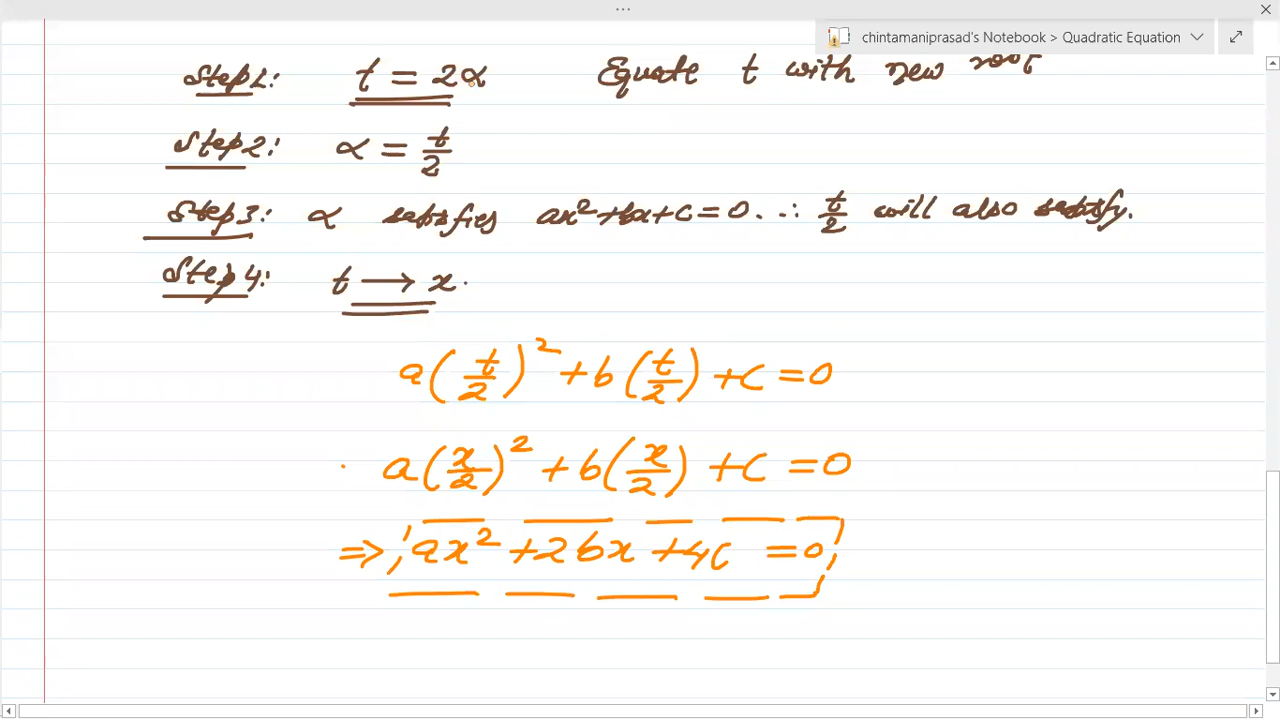 ...
chintamaniprasad's Notebook > Quadratic Equation
Step1: t = 2α Equate t with new root
Step2: α = t/2
Step3: α satisfies ax²+bx+c=0. ∴ t/2 will also satisfy.
Step4: t → x.
a(t/2)² + b(t/2) + c = 0
a(x/2)² + b(x/2) + c = 0
⇒ ax² + 2bx + 4c = 0